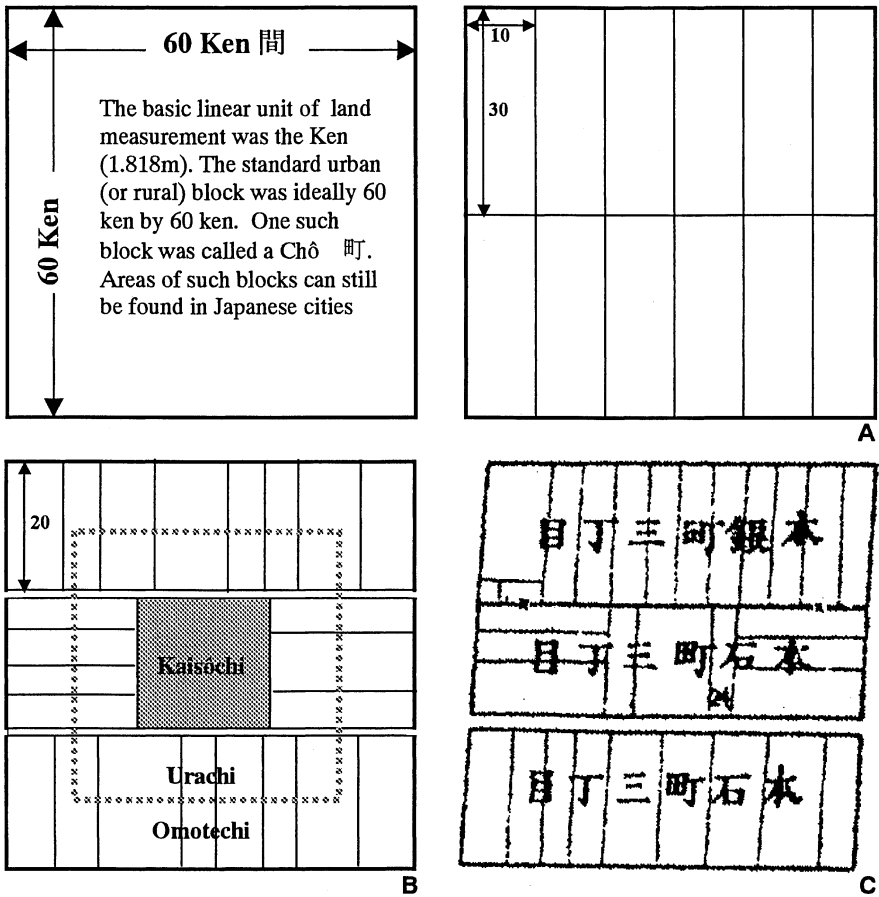 60 Ken 間
60 Ken
The basic linear unit of land
measurement was the Ken
(1.818m). The standard urban
(or rural) block was ideally 60
ken by 60 ken. One such
block was called a Chô 町.
Areas of such blocks can still
be found in Japanese cities
10
30
A
20
Kaisōchi
Urachi
Omotechi
B
本銀町三丁目
本石町三丁目
本石町三丁目
C